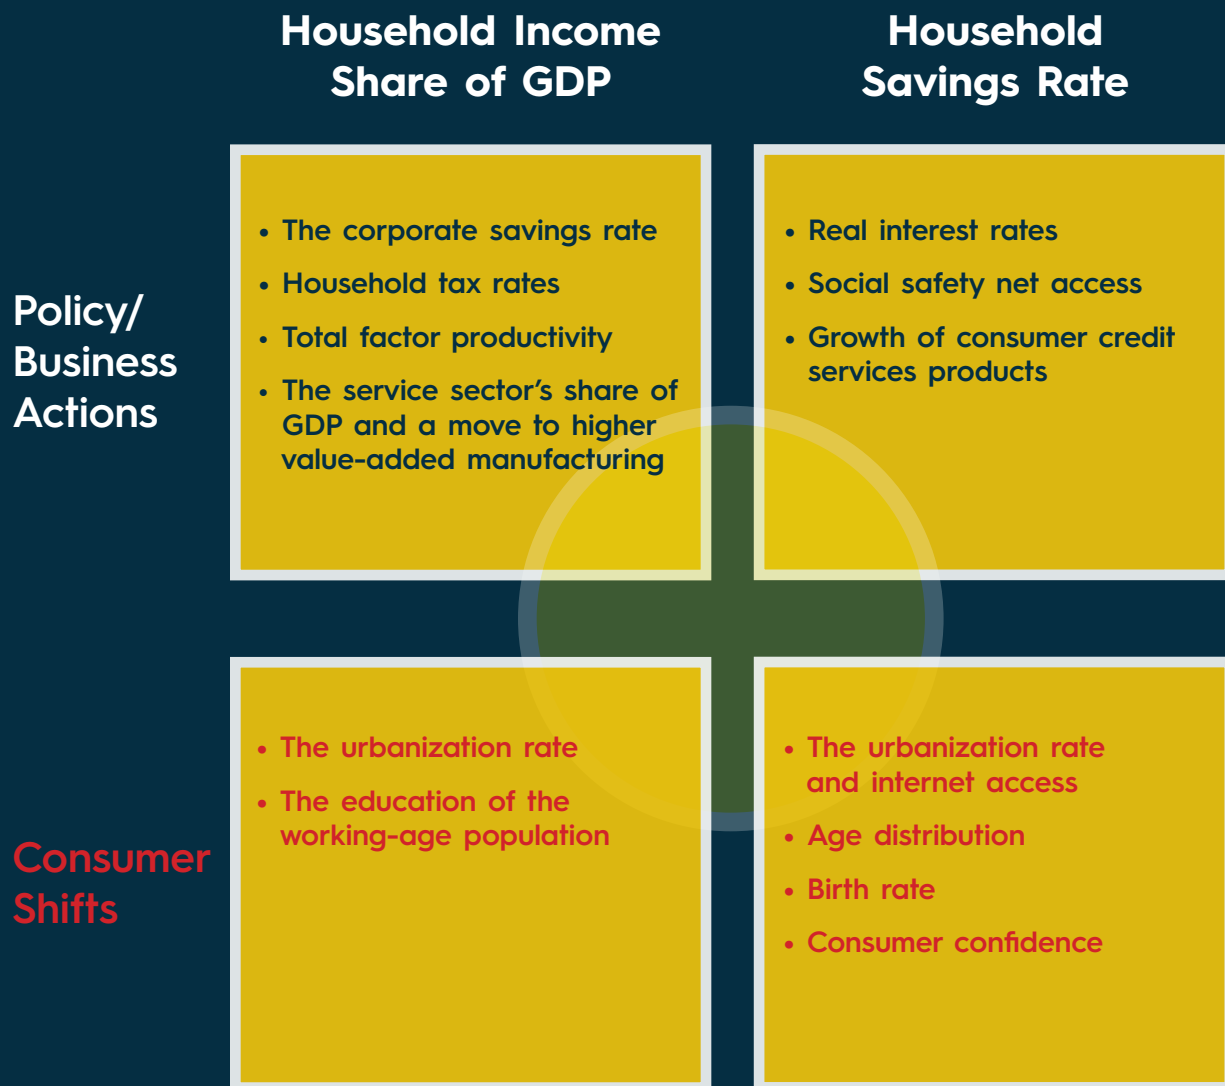 Household Income
Share of GDP
Household
Savings Rate
Policy/
Business
Actions
• The corporate savings rate
• Household tax rates
• Total factor productivity
• The service sector’s share of
GDP and a move to higher
value-added manufacturing
• Real interest rates
• Social safety net access
• Growth of consumer credit
services products
Consumer
Shifts
• The urbanization rate
• The education of the
working-age population
• The urbanization rate
and internet access
• Age distribution
• Birth rate
• Consumer confidence